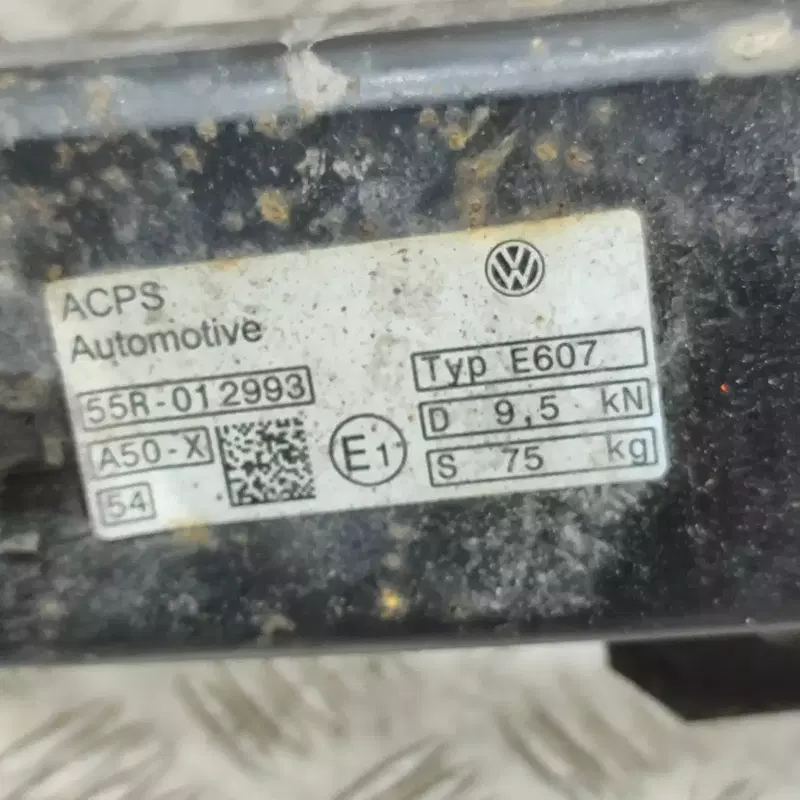 ACPS
Automotive
55R-012993
A50-X
54
E1
Typ E607
D 9,5 kN
S 75 kg